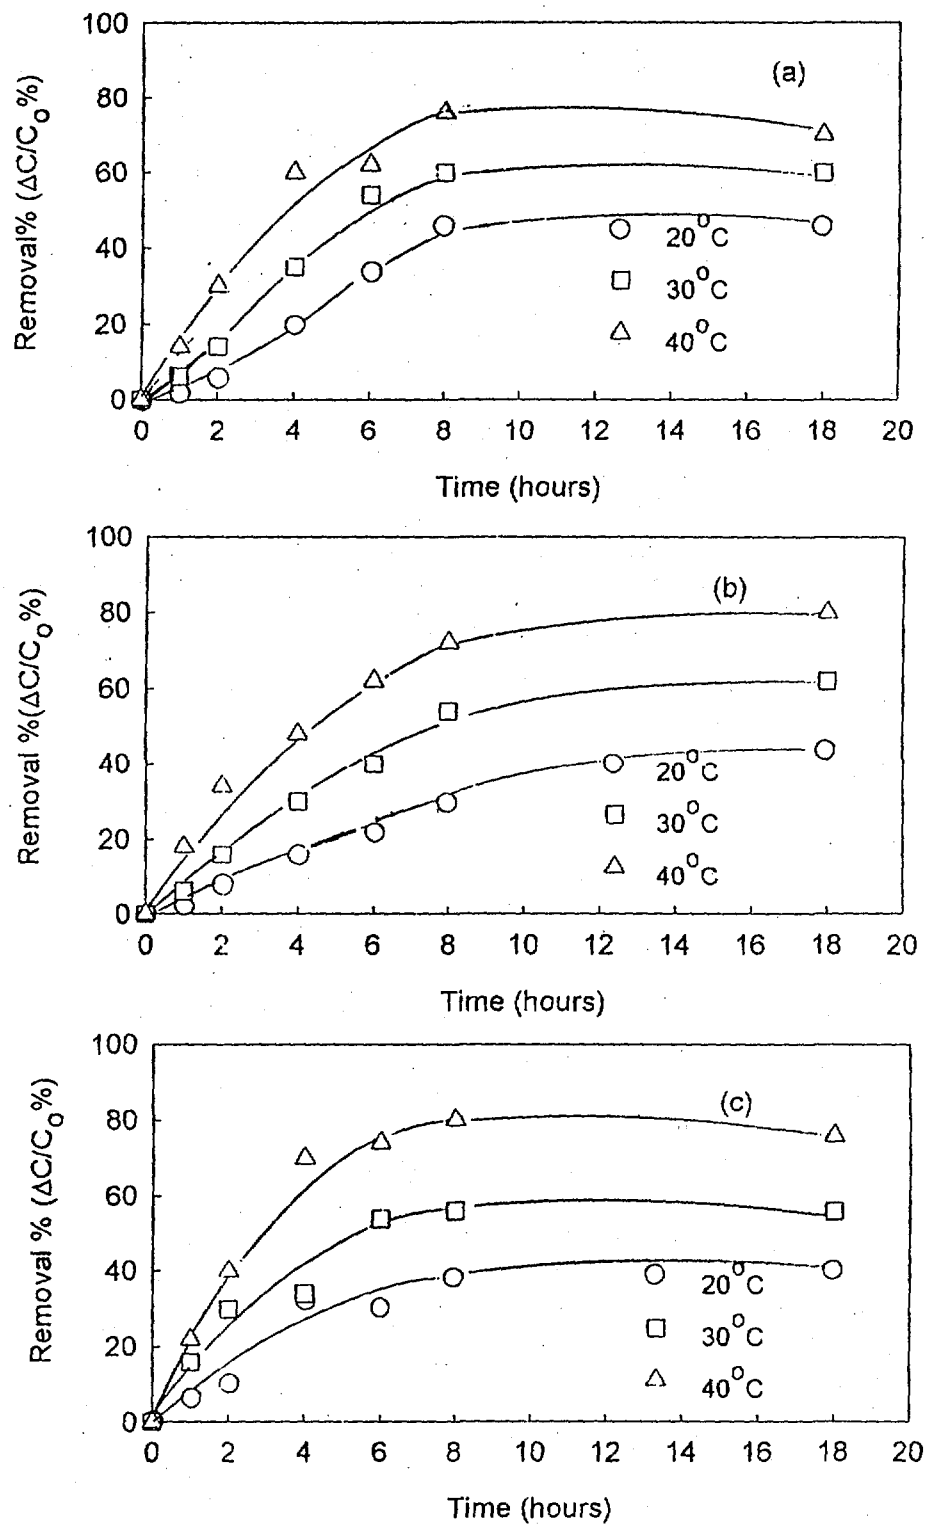 100
80
60
40
20
0
Removal% (ΔC/C₀%)
(a)
20°C
30°C
40°C
0 2 4 6 8 10 12 14 16 18 20
Time (hours)
100
80
60
40
20
0
Removal %(ΔC/C₀%)
(b)
20°C
30°C
40°C
0 2 4 6 8 10 12 14 16 18 20
Time (hours)
100
80
60
40
20
0
Removal % (ΔC/C₀%)
(c)
20°C
30°C
40°C
0 2 4 6 8 10 12 14 16 18 20
Time (hours)